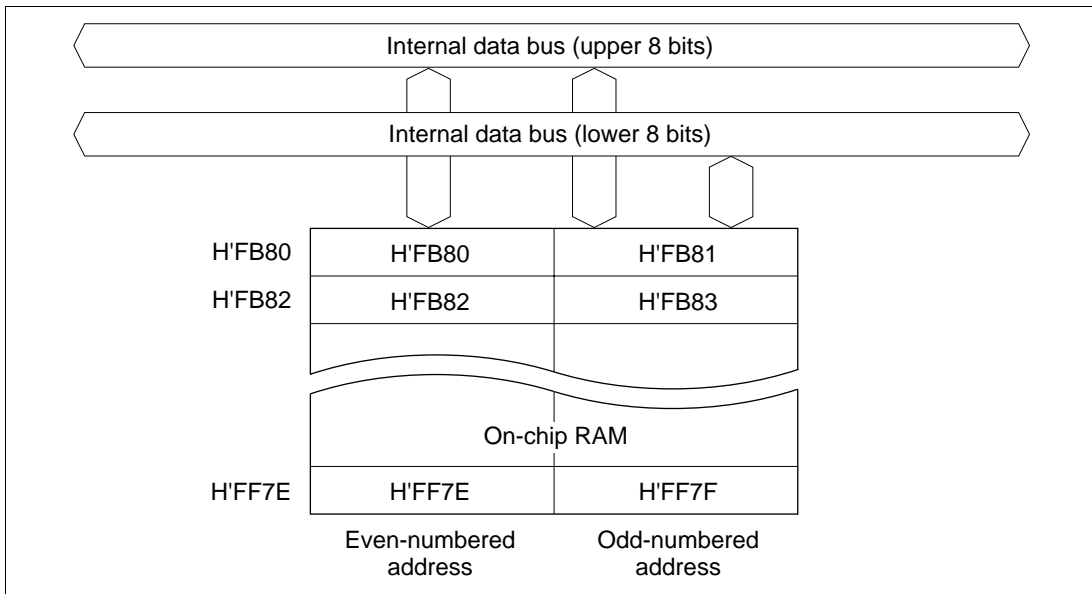 Internal data bus (upper 8 bits)
Internal data bus (lower 8 bits)
H'FB80 H'FB80 H'FB81
H'FB82 H'FB82 H'FB83
On-chip RAM
H'FF7E H'FF7E H'FF7F
Even-numbered address
Odd-numbered address